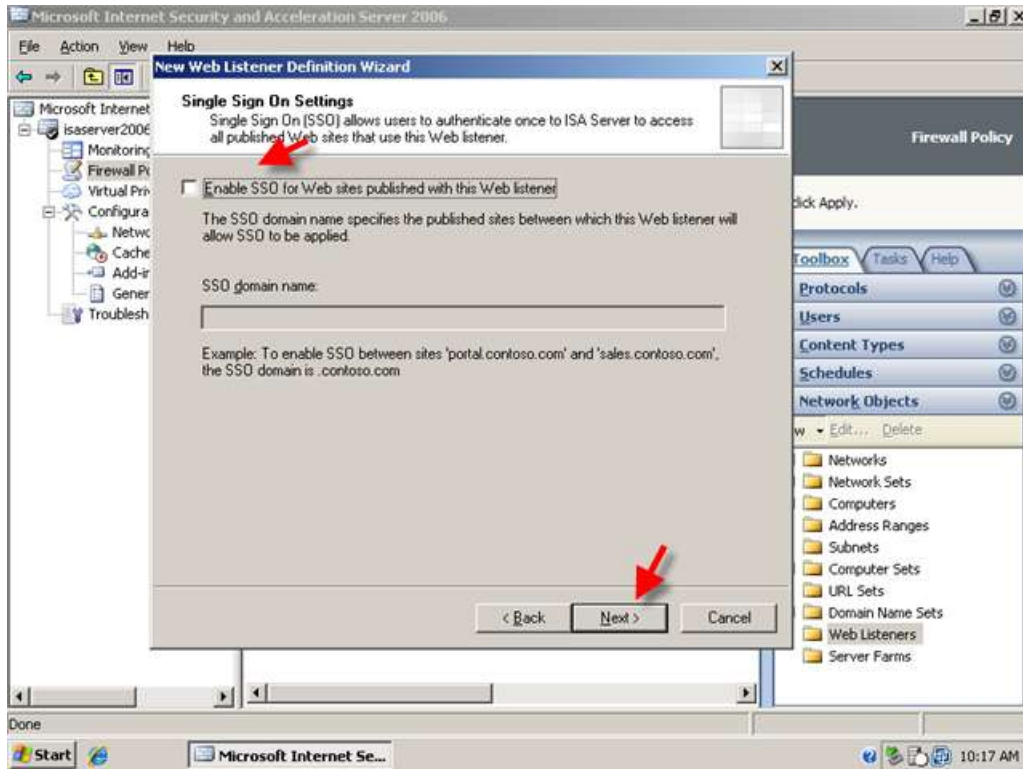 Microsoft Internet Security and Acceleration Server 2006
File Action View Help
New Web Listener Definition Wizard
Single Sign On Settings
Single Sign On (SSO) allows users to authenticate once to ISA Server to access
all published Web sites that use this Web listener.
Enable SSO for Web sites published with this Web listener
The SSO domain name specifies the published sites between which this Web listener will
allow SSO to be applied.
SSO domain name:
Example: To enable SSO between sites 'portal.contoso.com' and 'sales.contoso.com',
the SSO domain is .contoso.com
< Back Next > Cancel
Microsoft Internet
isaserver2006
Monitoring
Firewall Po
Virtual Priv
Configura
Netwo
Cache
Add-in
Gener
Troublesh
Firewall Policy
click Apply.
Toolbox Tasks Help
Protocols
Users
Content Types
Schedules
Network Objects
w Edit... Delete
Networks
Network Sets
Computers
Address Ranges
Subnets
Computer Sets
URL Sets
Domain Name Sets
Web Listeners
Server Farms
Done
Start Microsoft Internet Se... 10:17 AM